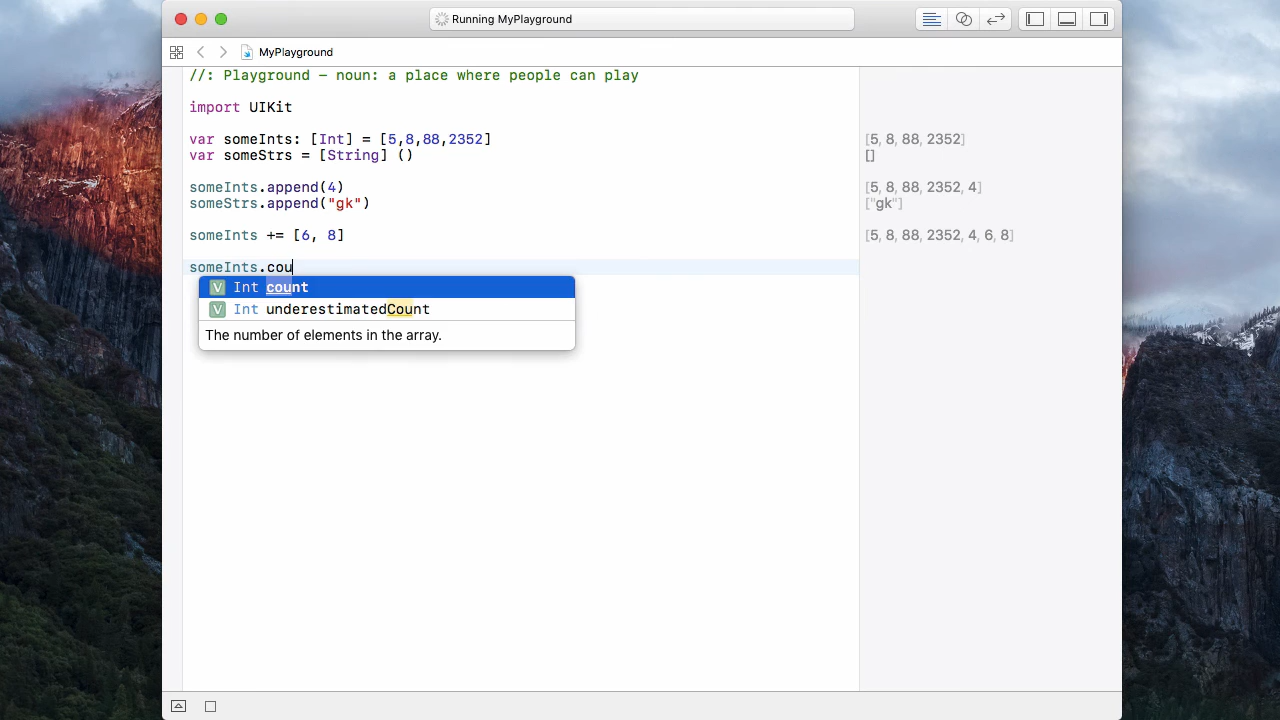 Running MyPlayground
MyPlayground
//: Playground – noun: a place where people can play
import UIKit
var someInts: [Int] = [5,8,88,2352]
[5, 8, 88, 2352]
var someStrs = [String] ()
[]
someInts.append(4)
[5, 8, 88, 2352, 4]
someStrs.append("gk")
["gk"]
someInts += [6, 8]
[5, 8, 88, 2352, 4, 6, 8]
someInts.cou
V Int count
V Int underestimatedCount
The number of elements in the array.